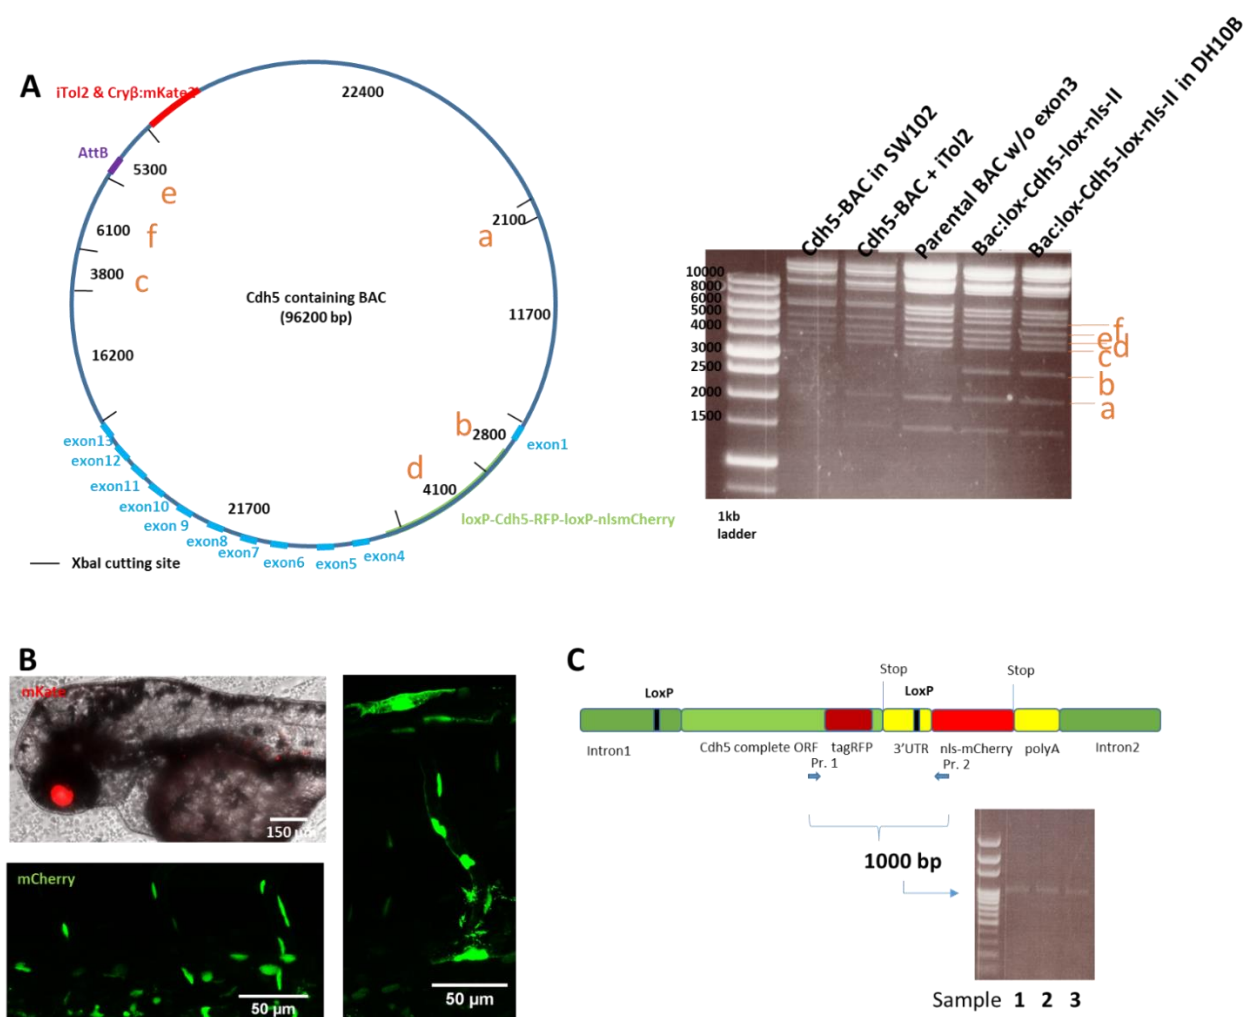 A
iTol2 & Cryβ:mKate2
AttB
5300
e
6100
f
3800
c
16200
22400
2100
a
11700
Cdh5 containing BAC
(96200 bp)
b
2800
d
4100
21700
exon1
exon13
exon12
exon11
exon10
exon 9
exon8
exon7
exon6
exon5
exon4
loxP-Cdh5-RFP-loxP-nlsmCherry
XbaI cutting site
Cdh5-BAC in SW102
Cdh5-BAC + iTol2
Parental BAC w/o exon3
Bac:lox-Cdh5-lox-nls-II
Bac:lox-Cdh5-lox-nls-II in DH10B
10000
8000
6000
5000
4000
3000
2500
2000
1500
f
e
d
c
b
a
1kb
ladder
B
mKate
150 µm
mCherry
50 µm
50 µm
C
Stop
Stop
LoxP
LoxP
Intron1
Cdh5 complete ORF
tagRFP
3'UTR
nls-mCherry
polyA
Intron2
Pr. 1
Pr. 2
1000 bp
Sample 1 2 3